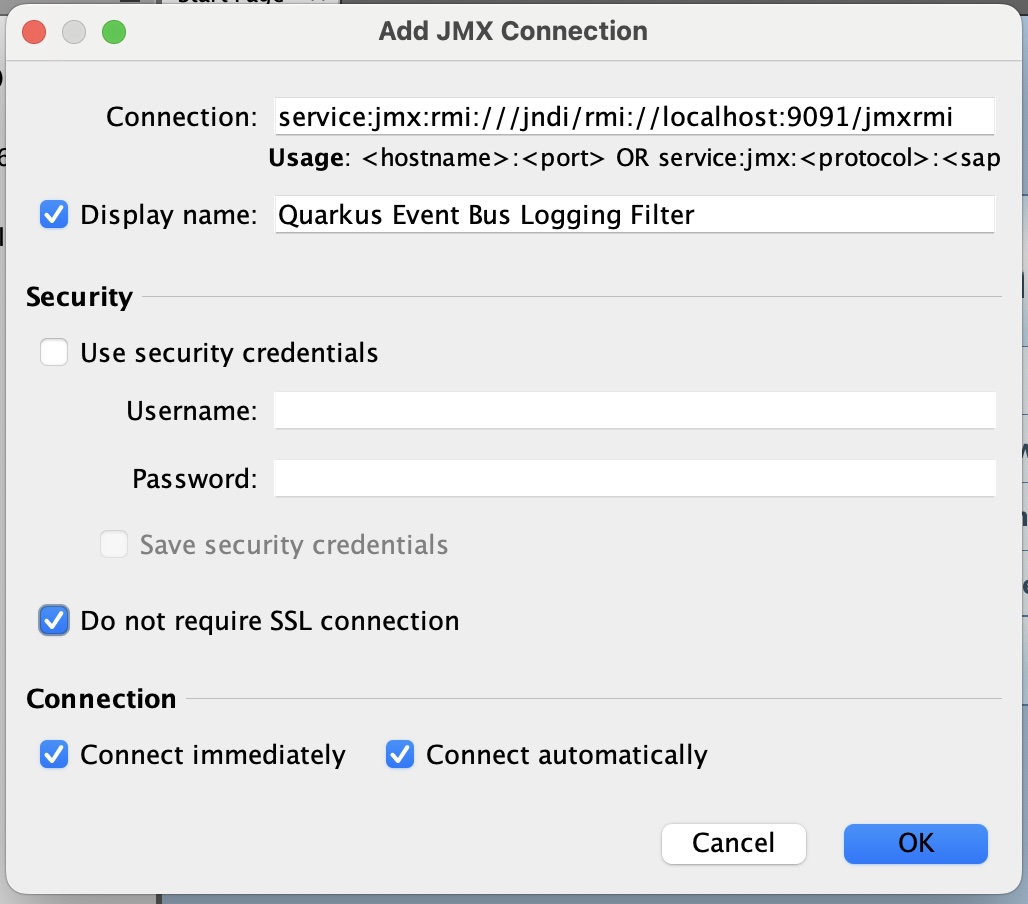 Add JMX Connection
Connection: service:jmx:rmi:///jndi/rmi://localhost:9091/jmxrmi
Usage: <hostname>:<port> OR service:jmx:<protocol>:<sap
Display name: Quarkus Event Bus Logging Filter
Security
Use security credentials
Username:
Password:
Save security credentials
Do not require SSL connection
Connection
Connect immediately Connect automatically
Cancel OK